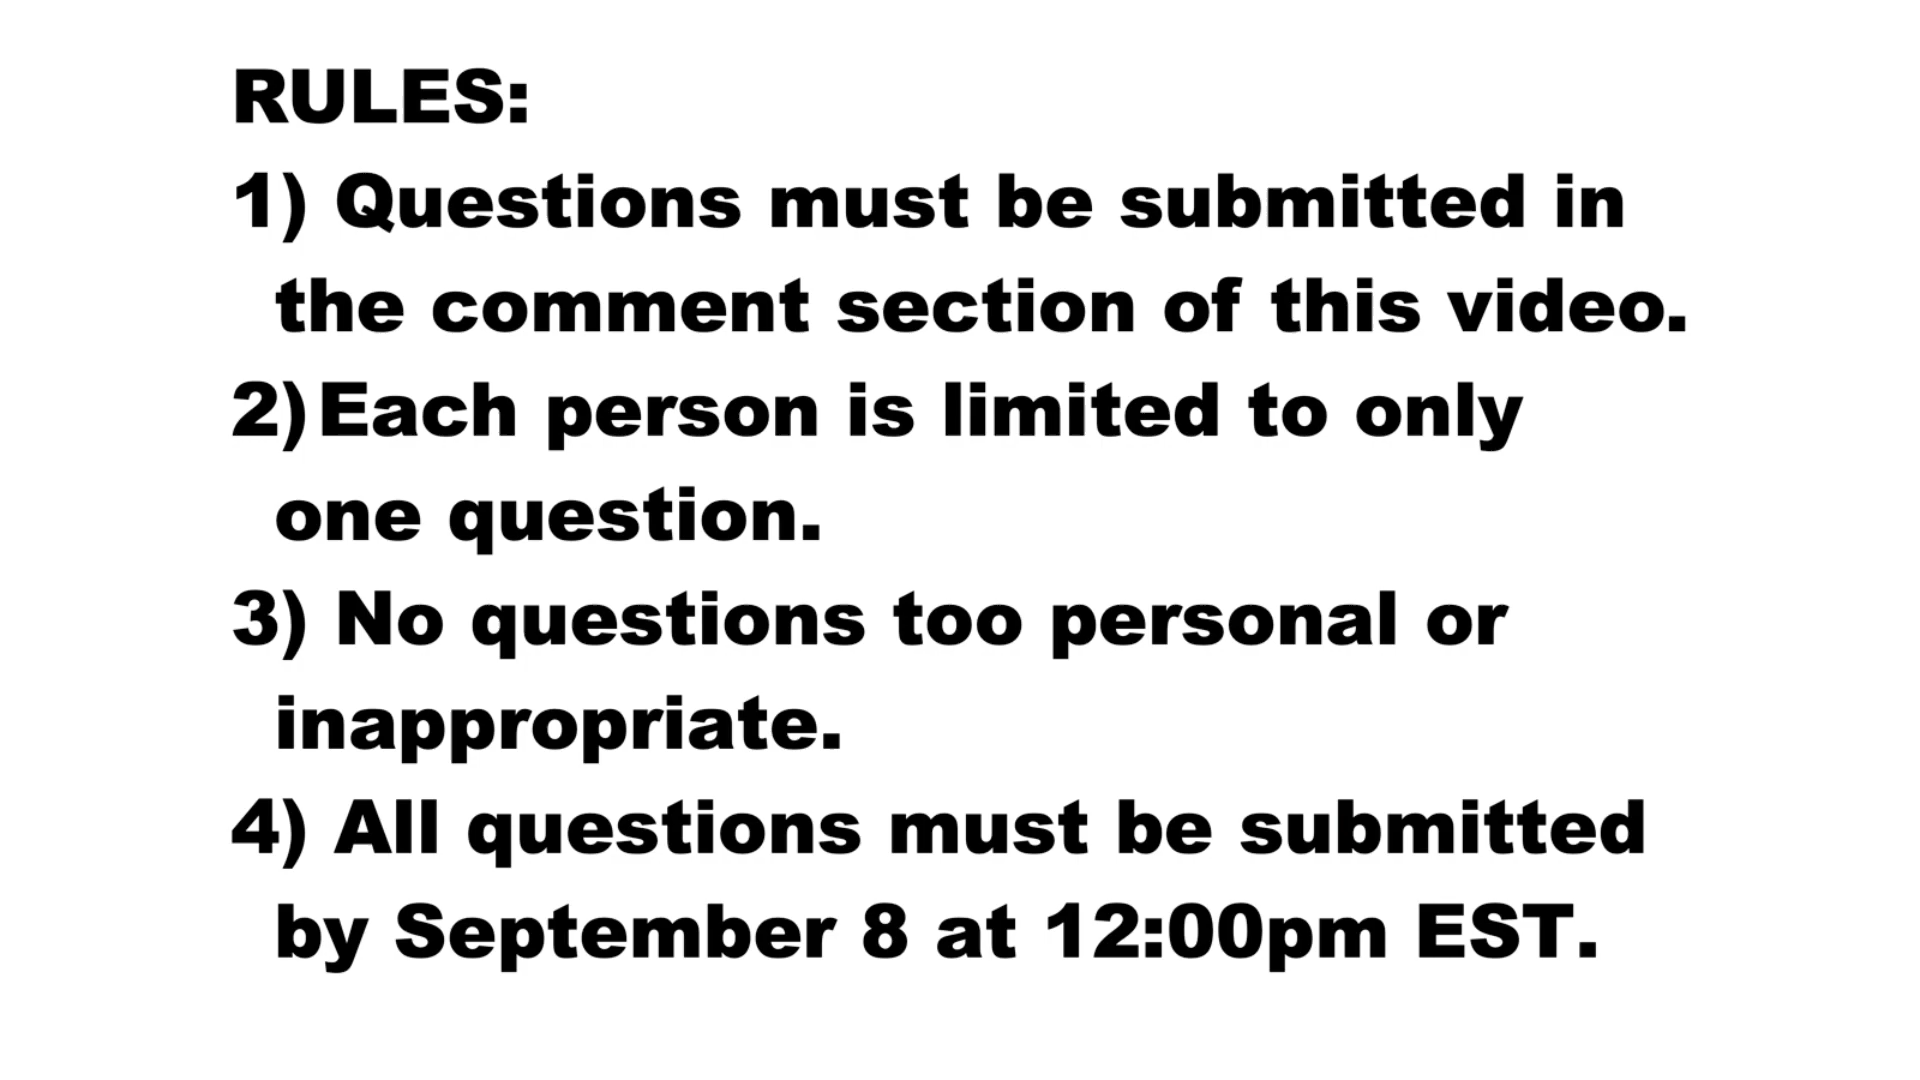 RULES:
1) Questions must be submitted in
the comment section of this video.
2) Each person is limited to only
one question.
3) No questions too personal or
inappropriate.
4) All questions must be submitted
by September 8 at 12:00pm EST.